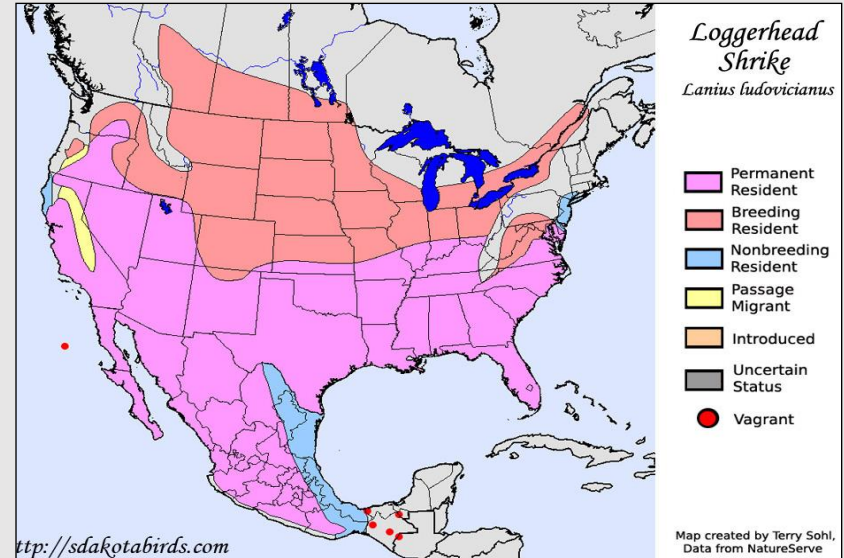 Loggerhead
Shrike
Lanius ludovicianus
Permanent
Resident
Breeding
Resident
Nonbreeding
Resident
Passage
Migrant
Introduced
Uncertain
Status
Vagrant
Map created by Terry Sohl,
Data from NatureServe
ttp://sdakotabirds.com